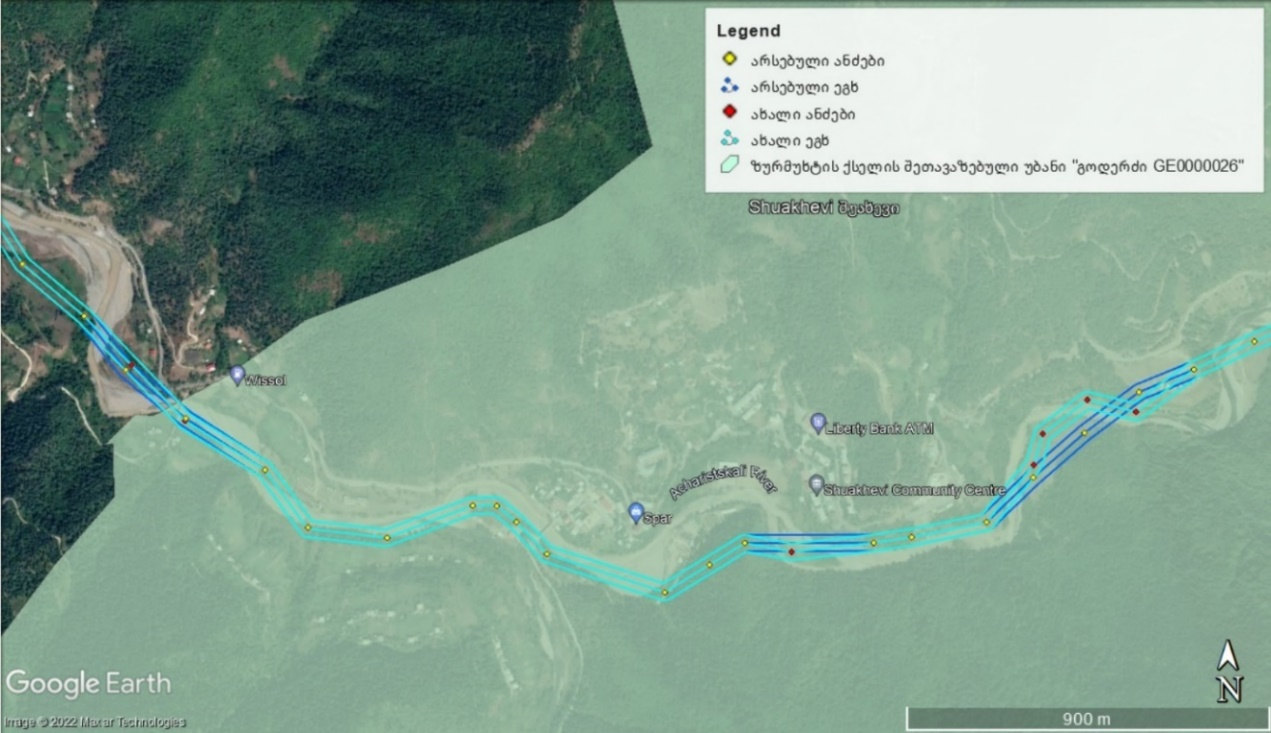 Legend
არსებული ანძები
არსებული ეგხ
ახალი ანძები
ახალი ეგხ
ზურმუხტის ქსელის შეთავაზებული უბანი "გოდერძი GE0000026"
Shuakhevi შუახევი
Wissol
Liberty Bank ATM
Acharistskali River
Shuakhevi Community Centre
Spar
Google Earth
Image © 2022 Maxar Technologies
N
900 m